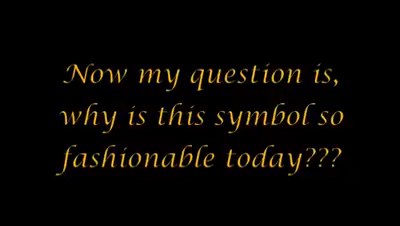 Now my question is,
why is this symbol so
fashionable today???